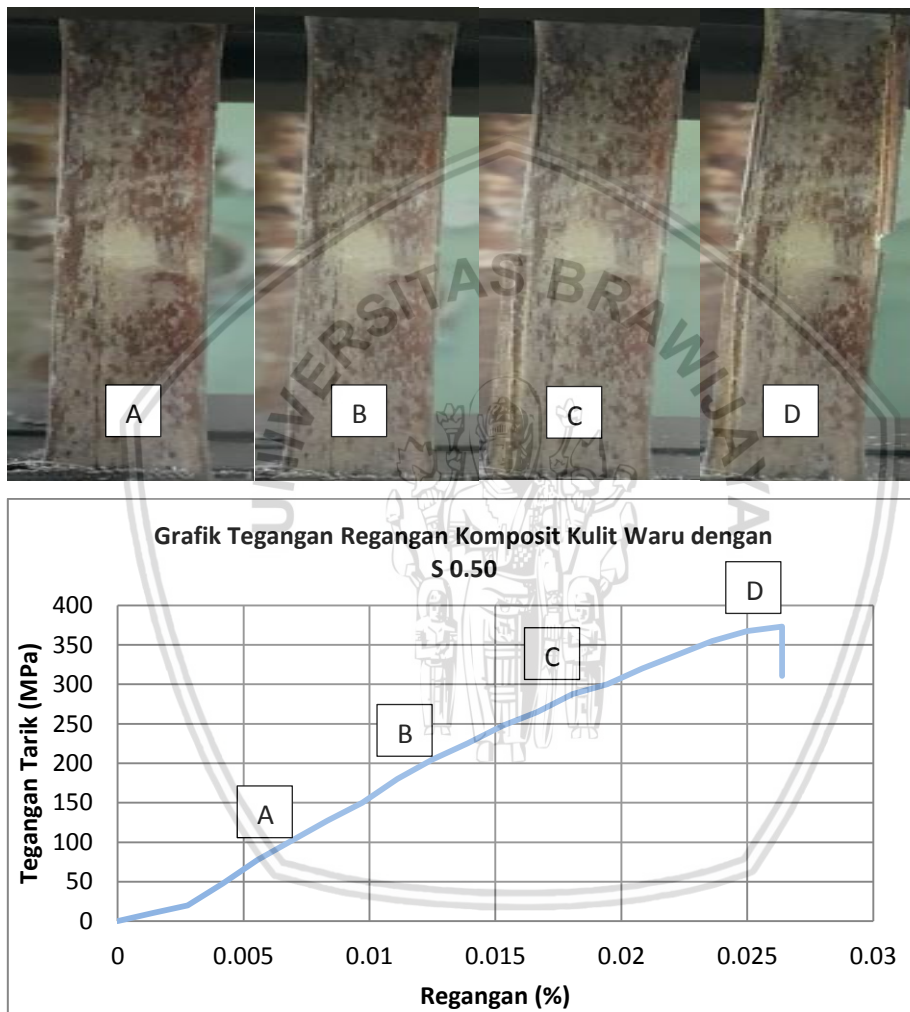 A
B
C
D
UNIVERSITAS BRAWIJAYA
Grafik Tegangan Regangan Komposit Kulit Waru dengan
S 0.50
Tegangan Tarik (MPa)
400
350
300
250
200
150
100
50
0
A
B
C
D
0 0.005 0.01 0.015 0.02 0.025 0.03
Regangan (%)